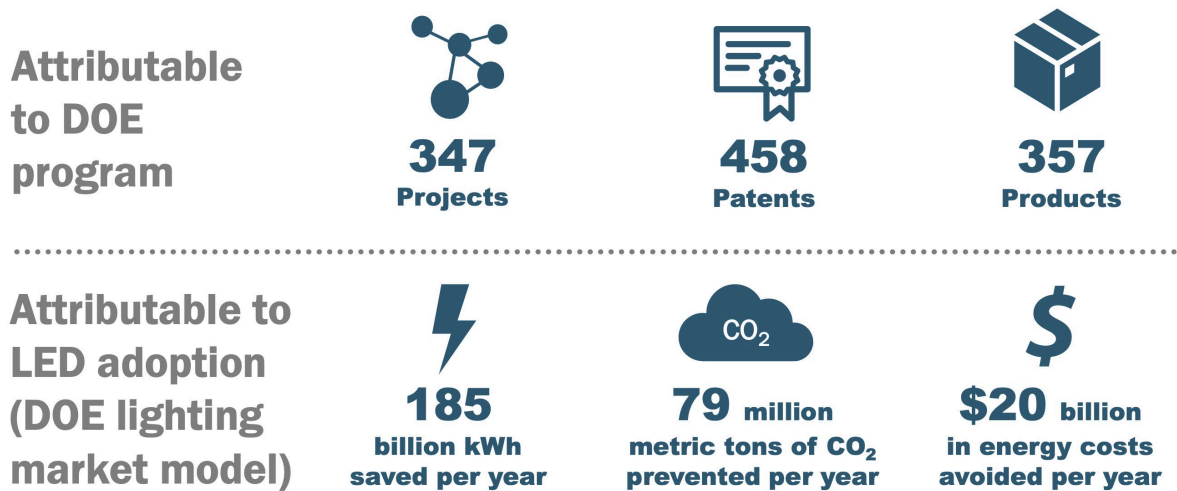 Attributable
to DOE
program
347
Projects
458
Patents
357
Products
Attributable to
LED adoption
(DOE lighting
market model)
185
billion kWh
saved per year
CO₂
79 million
metric tons of CO₂
prevented per year
$
$20 billion
in energy costs
avoided per year